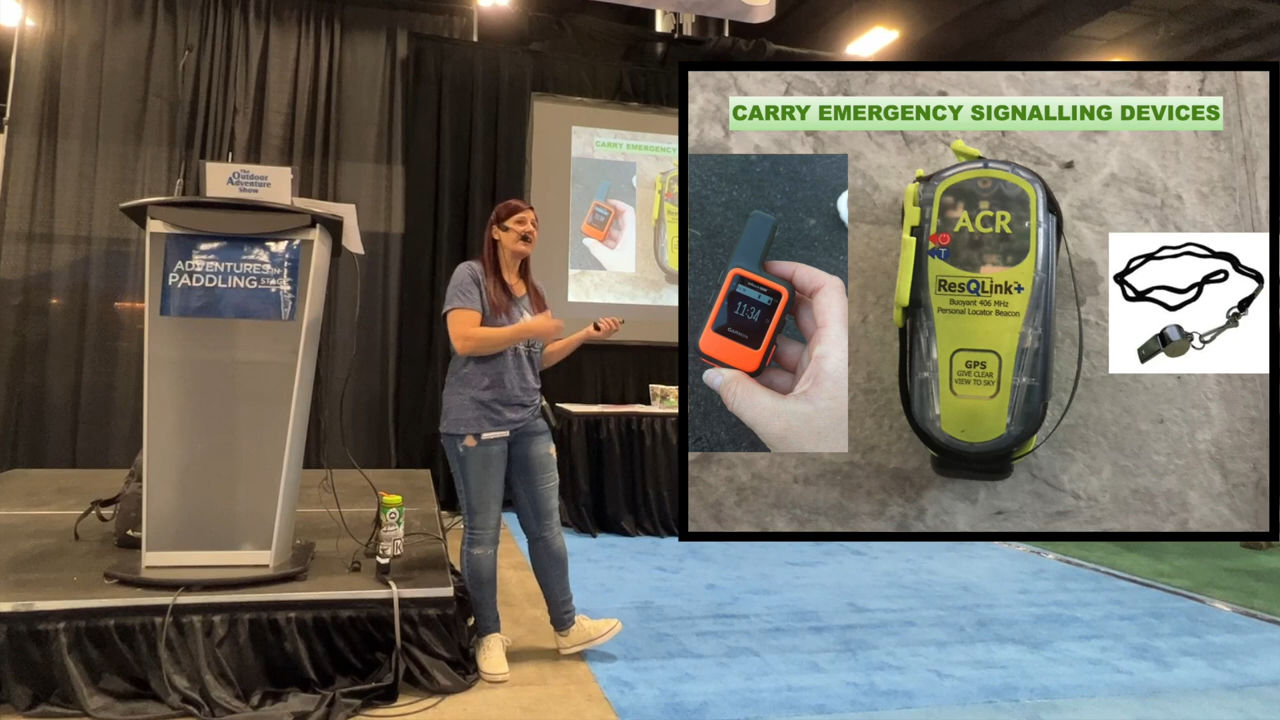 The
Outdoor
Adventure
Show
ADVENTURES IN
PADDLING STAGE
CARRY EMERGENCY
CARRY EMERGENCY SIGNALLING DEVICES
11:34
GARMIN
ACR
T
ResQLink+
Buoyant 406 MHz
Personal Locator Beacon
GPS
GIVE CLEAR
VIEW TO SKY